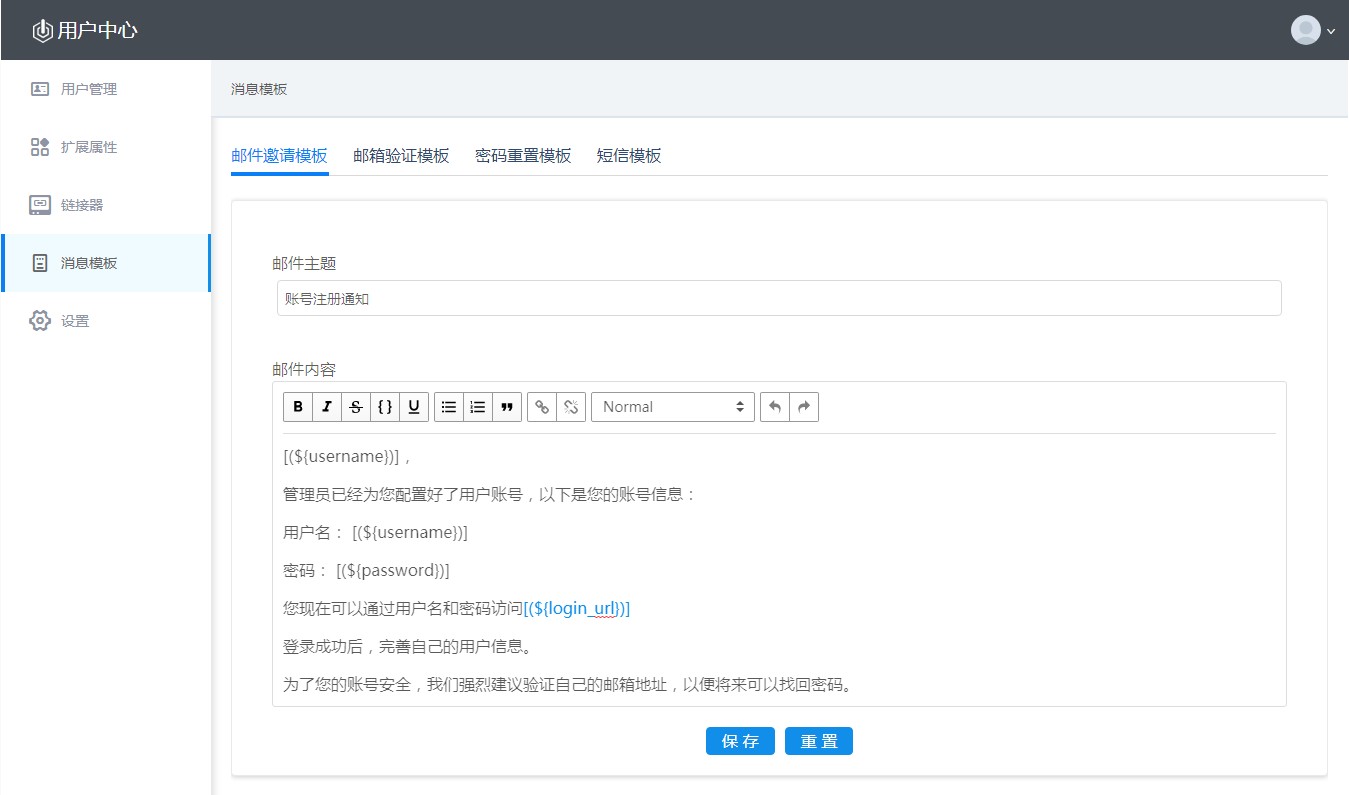 用户中心
用户管理
扩展属性
链接器
消息模板
设置
消息模板
邮件邀请模板 邮箱验证模板 密码重置模板 短信模板
邮件主题
账号注册通知
邮件内容
B I S {} U Normal
[(${username})]，
管理员已经为您配置好了用户账号，以下是您的账号信息：
用户名： [(${username})]
密码： [(${password})]
您现在可以通过用户名和密码访问[(${login_url})]
登录成功后，完善自己的用户信息。
为了您的账号安全，我们强烈建议验证自己的邮箱地址，以便将来可以找回密码。
保存 重置